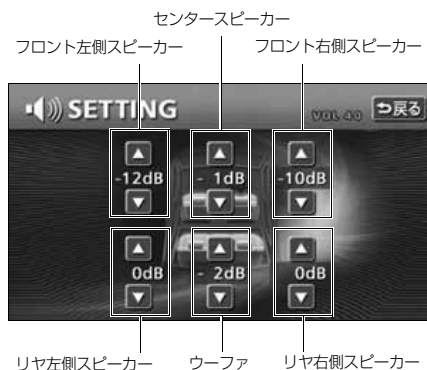 センタースピーカー
フロント左側スピーカー
フロント右側スピーカー
SETTING
VOL 40
戻る
-12dB
- 1dB
-10dB
0dB
- 2dB
0dB
リヤ左側スピーカー
ウーファ
リヤ右側スピーカー